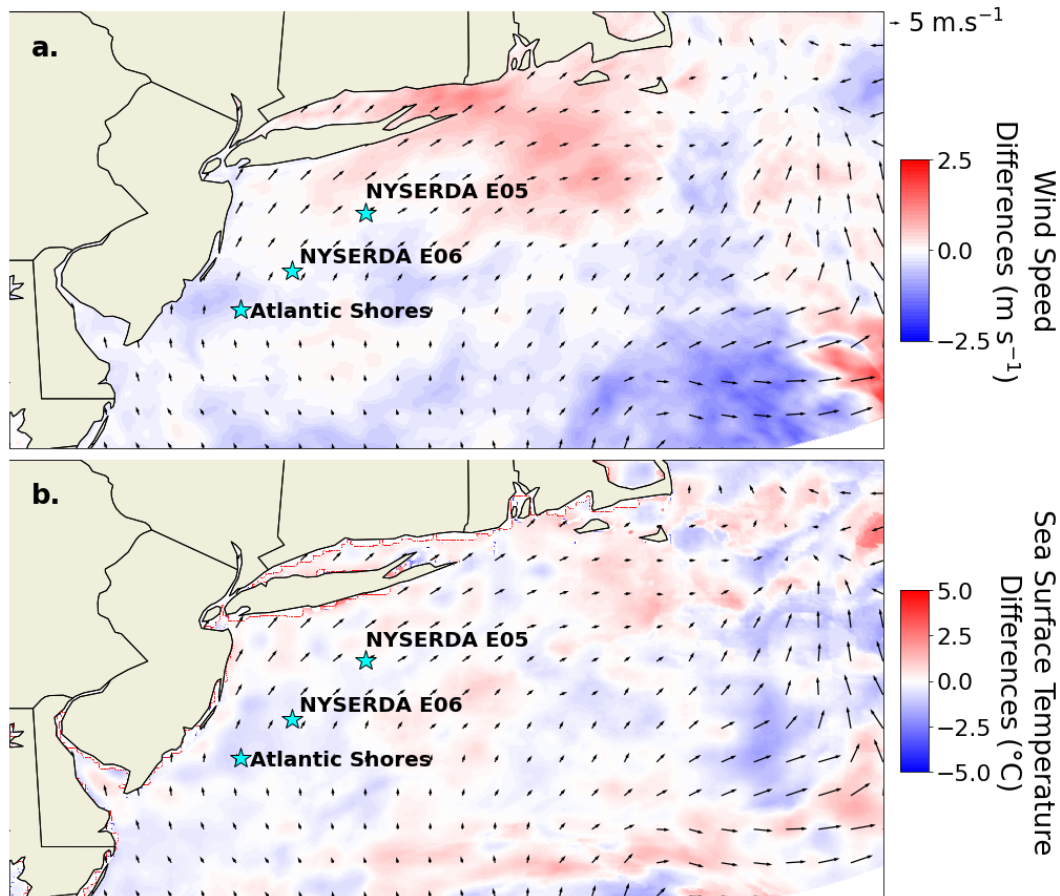 a.
5 m.s⁻¹
NYSERDA E05
NYSERDA E06
Atlantic Shores
2.5
0.0
−2.5
Wind Speed
Differences (m s⁻¹)
b.
NYSERDA E05
NYSERDA E06
Atlantic Shores
5.0
2.5
0.0
−2.5
−5.0
Sea Surface Temperature
Differences (°C)